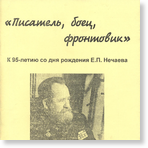 «Писатель, боец,
фронтовик»
К 95-летию со дня рождения Е.П. Нечаева